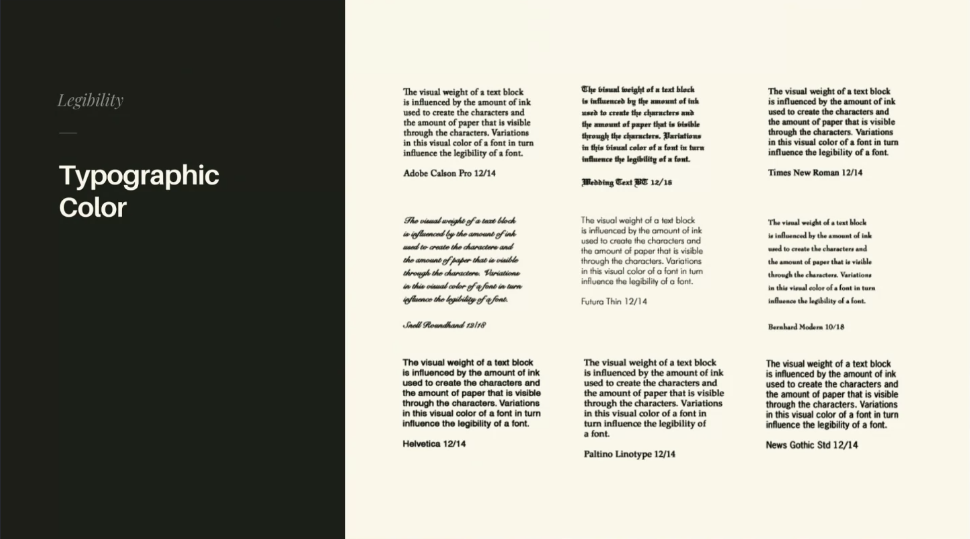 Legibility
Typographic
Color
The visual weight of a text block
is influenced by the amount of ink
used to create the characters and
the amount of paper that is visible
through the characters. Variations
in this visual color of a font in turn
influence the legibility of a font.
Adobe Calson Pro 12/14
The visual weight of a text block
is influenced by the amount of ink
used to create the characters and
the amount of paper that is visible
through the characters. Variations
in this visual color of a font in turn
influence the legibility of a font.
Wedding Text BT 12/18
The visual weight of a text block
is influenced by the amount of ink
used to create the characters and
the amount of paper that is visible
through the characters. Variations
in this visual color of a font in turn
influence the legibility of a font.
Times New Roman 12/14
The visual weight of a text block
is influenced by the amount of ink
used to create the characters and
the amount of paper that is visible
through the characters. Variations
in this visual color of a font in turn
influence the legibility of a font.
Snell Roundhand 12/18
The visual weight of a text block
is influenced by the amount of ink
used to create the characters and
the amount of paper that is visible
through the characters. Variations
in this visual color of a font in turn
influence the legibility of a font.
Futura Thin 12/14
The visual weight of a text block
is influenced by the amount of ink
used to create the characters and
the amount of paper that is visible
through the characters. Variations
in this visual color of a font in turn
influence the legibility of a font.
Bernhard Modern 10/18
The visual weight of a text block
is influenced by the amount of ink
used to create the characters and
the amount of paper that is visible
through the characters. Variations
in this visual color of a font in turn
influence the legibility of a font.
Helvetica 12/14
The visual weight of a text block
is influenced by the amount of ink
used to create the characters and
the amount of paper that is visible
through the characters. Variations
in this visual color of a font in
turn influence the legibility of
a font.
Paltino Linotype 12/14
The visual weight of a text block
is influenced by the amount of ink
used to create the characters and
the amount of paper that is visible
through the characters. Variations
in this visual color of a font in turn
influence the legibility of a font.
News Gothic Std 12/14